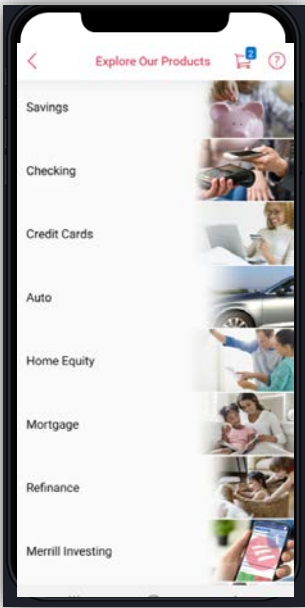 Explore Our Products
2
?
Savings
Checking
Credit Cards
Auto
Home Equity
Mortgage
Refinance
Merrill Investing